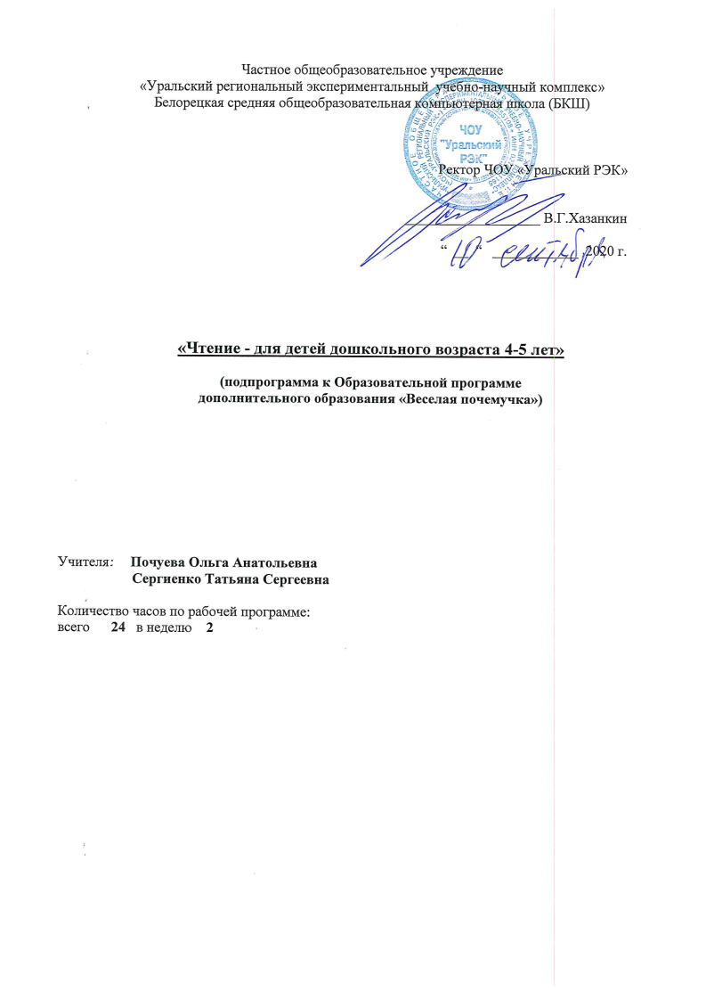 Частное общеобразовательное учреждение
«Уральский региональный экспериментальный учебно-научный комплекс»
Белорецкая средняя общеобразовательная компьютерная школа (БКШ)
ЧОУ
"Уральский
РЭК"
Ректор ЧОУ «Уральский РЭК»
___________________ В.Г.Хазанкин
“ 10 “ сентября 2020 г.
«Чтение - для детей дошкольного возраста 4-5 лет»
(подпрограмма к Образовательной программе
дополнительного образования «Веселая почемучка»)
Учителя: Почуева Ольга Анатольевна
Сергиенко Татьяна Сергеевна
Количество часов по рабочей программе:
всего 24 в неделю 2